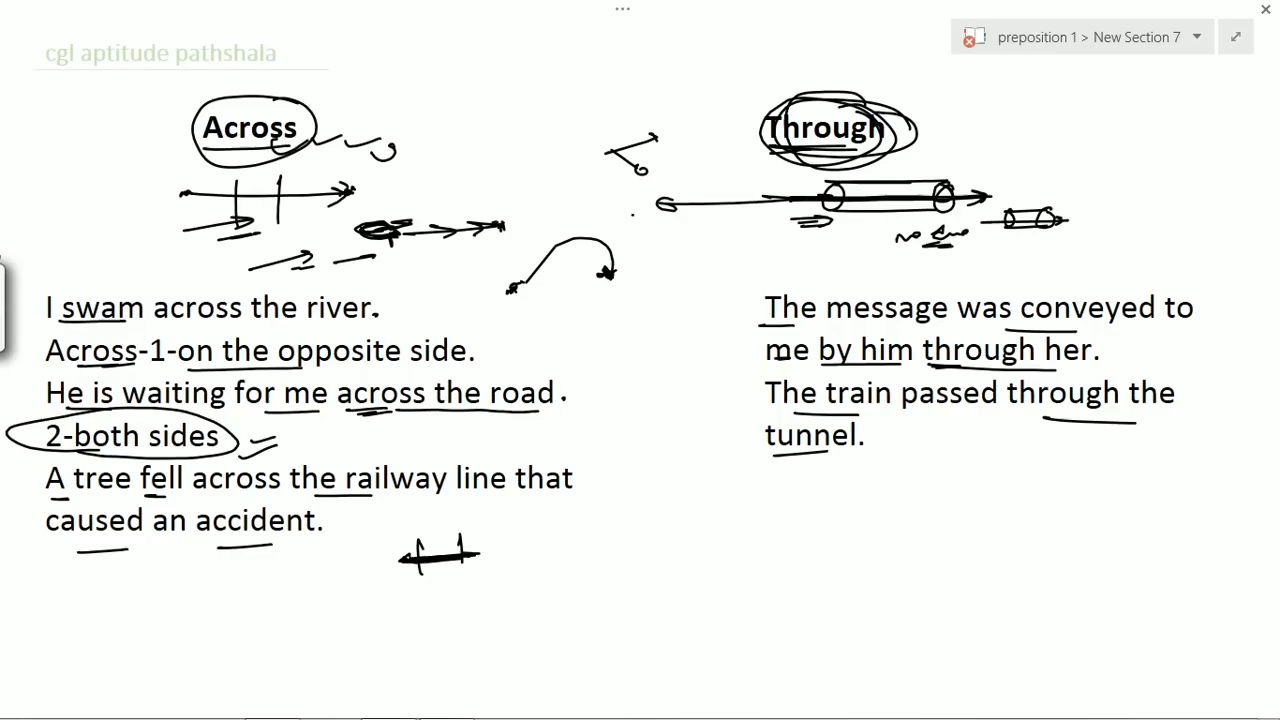 preposition 1 > New Section 7
cgl aptitude pathshala
Across
I swam across the river.
Across-1-on the opposite side.
He is waiting for me across the road.
2-both sides
A tree fell across the railway line that
caused an accident.
Through
The message was conveyed to
me by him through her.
The train passed through the
tunnel.